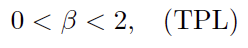 0 < β < 2, (TPL)